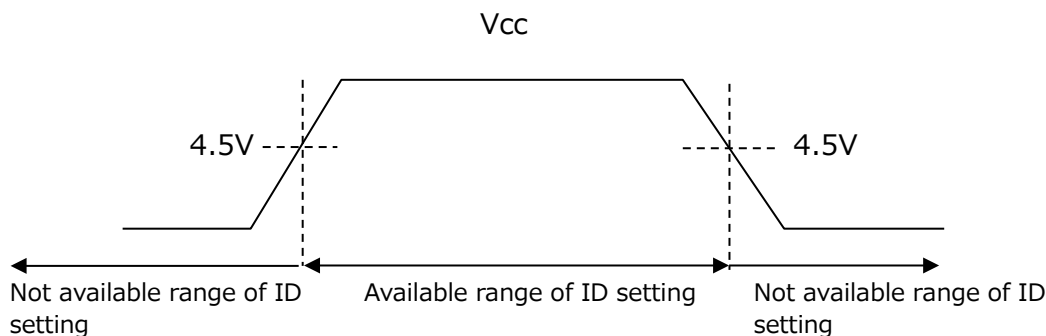 Vcc
4.5V
4.5V
Not available range of ID
setting
Available range of ID setting
Not available range of ID
setting